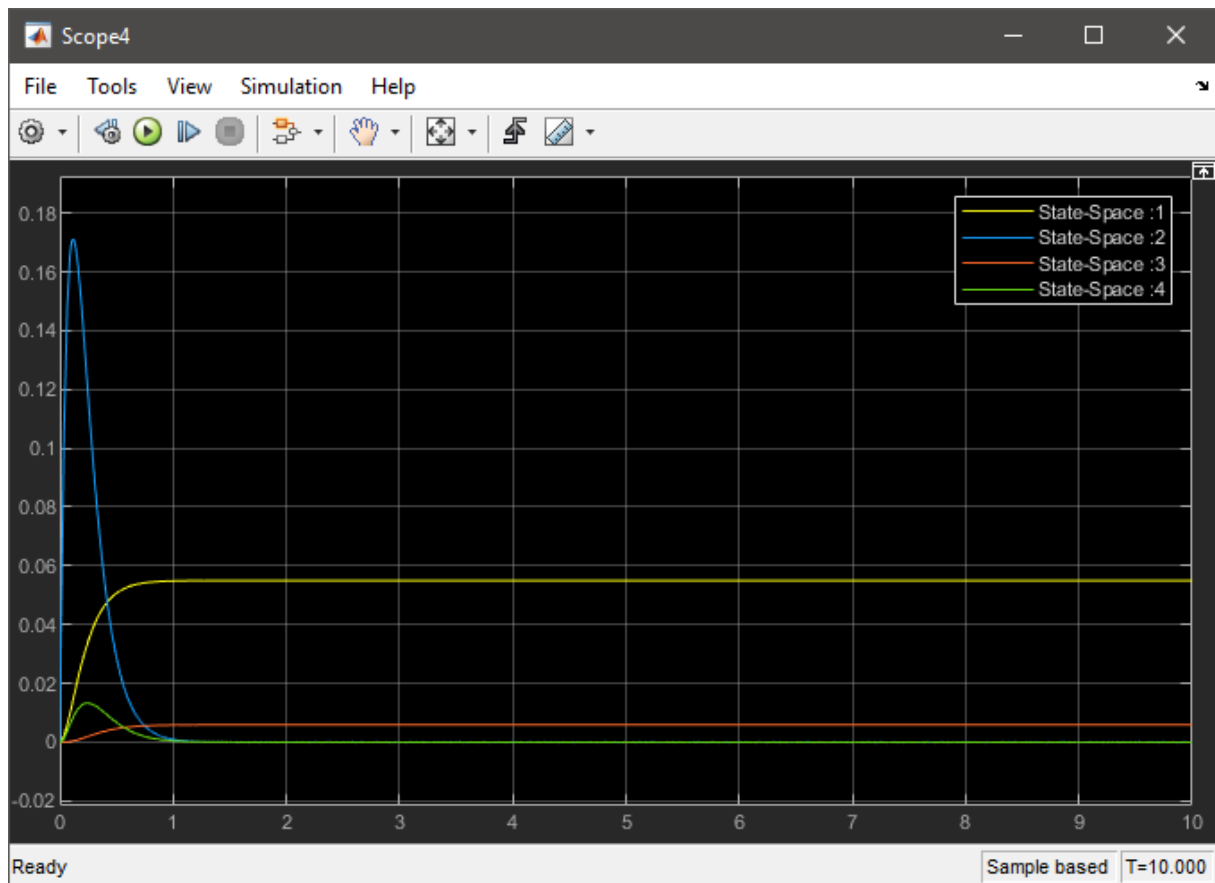 Scope4
File Tools View Simulation Help
State-Space :1
State-Space :2
State-Space :3
State-Space :4
0.18
0.16
0.14
0.12
0.1
0.08
0.06
0.04
0.02
0
-0.02
0 1 2 3 4 5 6 7 8 9 10
Ready Sample based T=10.000